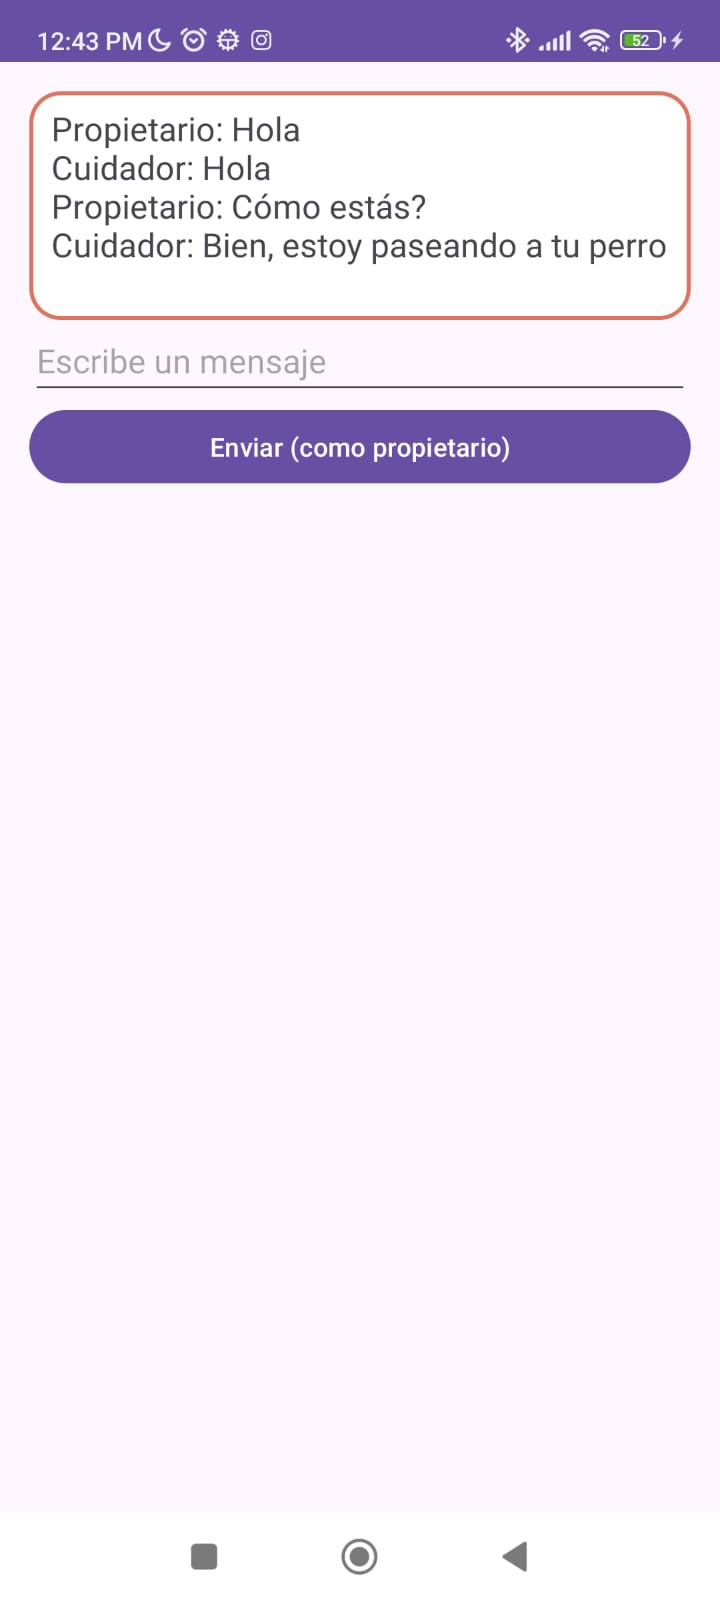 12:43 PM
52
Propietario: Hola
Cuidador: Hola
Propietario: Cómo estás?
Cuidador: Bien, estoy paseando a tu perro
Escribe un mensaje
Enviar (como propietario)